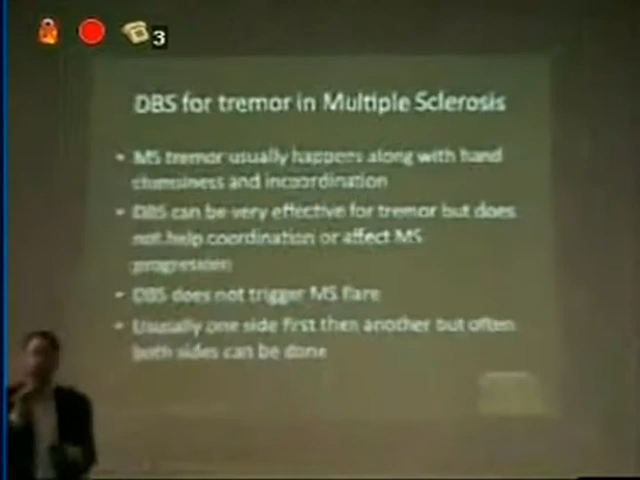 3
DBS for tremor in Multiple Sclerosis
• MS tremor usually happens along with hand
clumsiness and incoordination
• DBS can be very effective for tremor but does
not help coordination or affect MS
progression
• DBS does not trigger MS flare
• Ususally one side first then another but often
both sides can be done